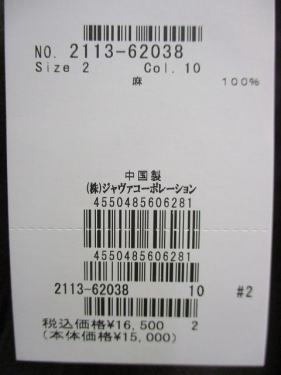 NO. 2113-62038
Size 2 Col. 10
麻 100%
中国製
(株)ジャヴァコーポレーション
4550485606281
4550485606281
2113-62038 10 #2
税込価格¥16,500 2
(本体価格¥15,000)